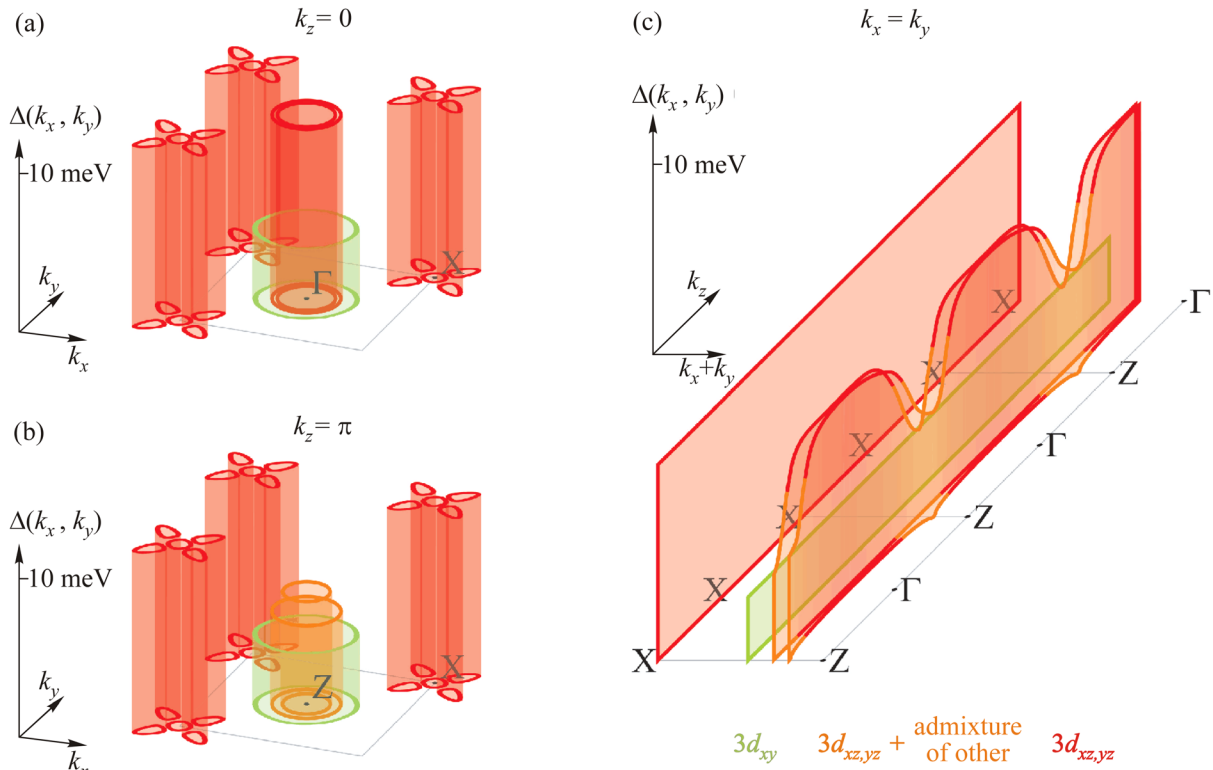 (a)
k_z = 0
Δ(k_x , k_y)
10 meV
k_y
k_x
Γ
X
(b)
k_z = π
Δ(k_x , k_y)
10 meV
k_y
k_x
Z
X
(c)
k_x = k_y
Δ(k_x , k_y)
10 meV
k_z
k_x+k_y
X
Γ
X
Z
X
Γ
X
Z
X
Γ
X
Z
3d_xy
3d_xz,yz + admixture of other
3d_xz,yz